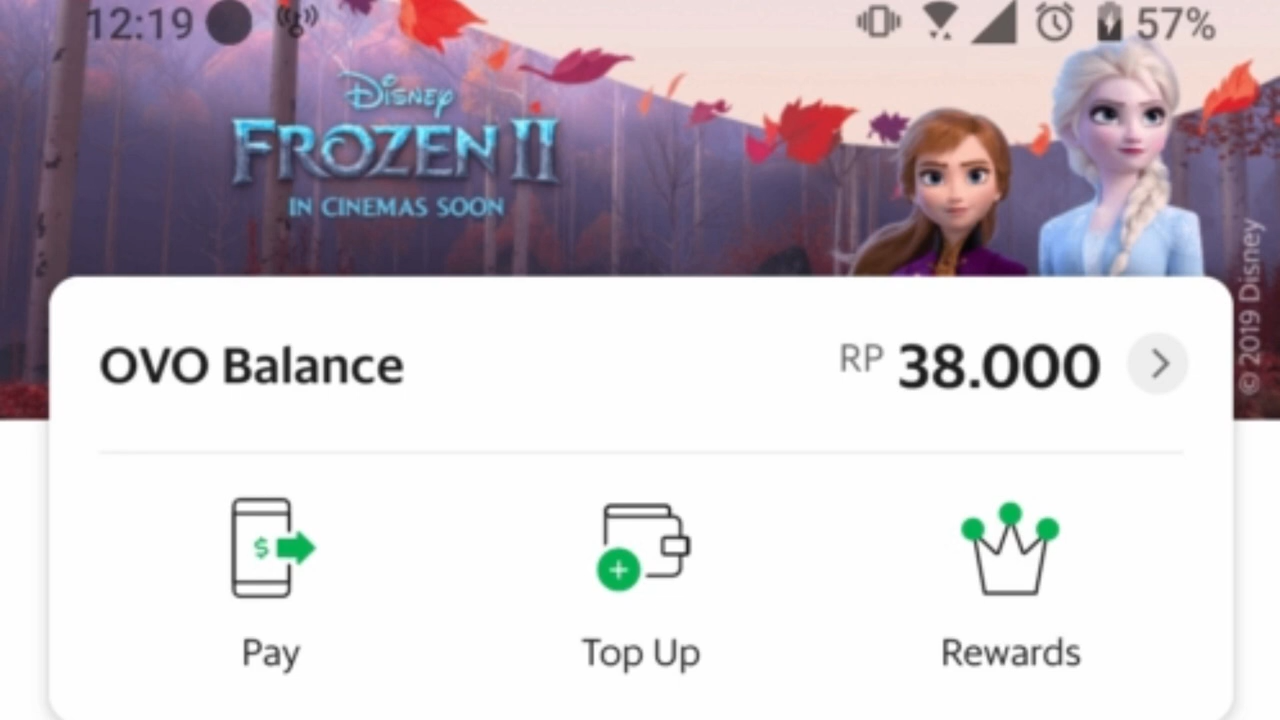 12:19 57%
Disney
FROZEN II
IN CINEMAS SOON
© 2019 Disney
OVO Balance RP 38.000
$
Pay Top Up Rewards